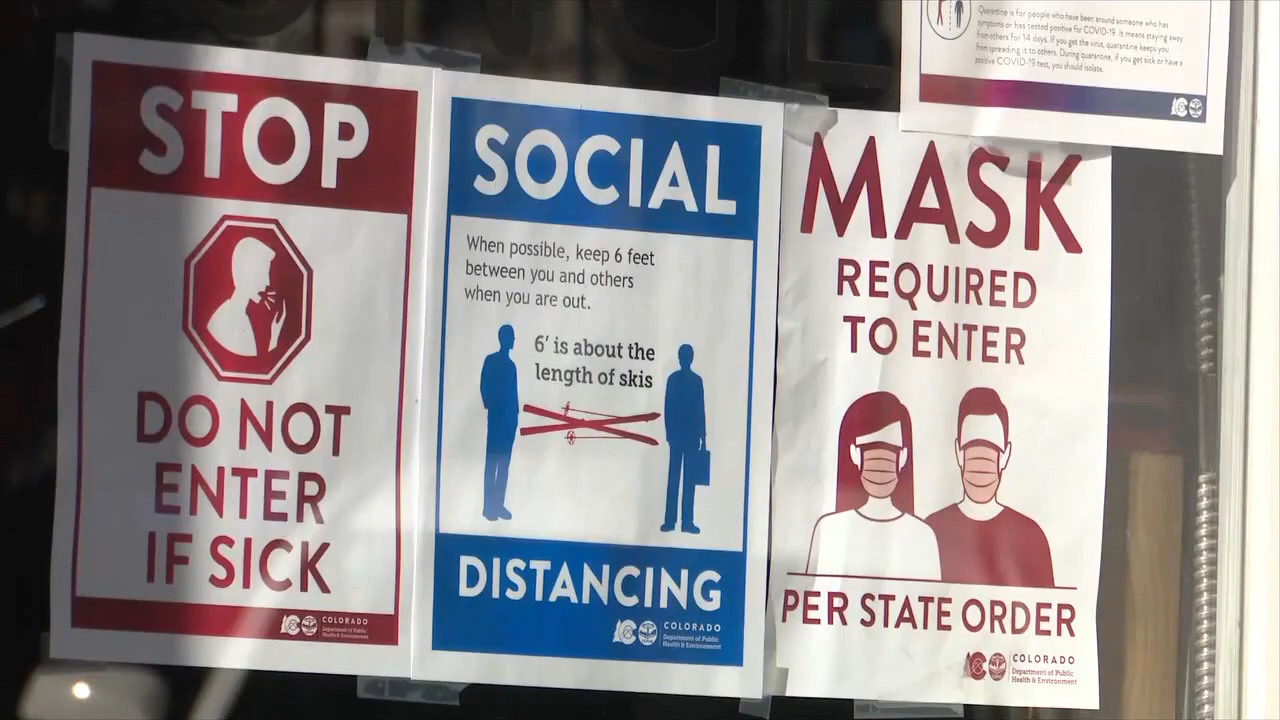 STOP
DO NOT
ENTER
IF SICK
COLORADO
Department of Public
Health & Environment
SOCIAL
When possible, keep 6 feet
between you and others
when you are out.
6' is about the
length of skis
DISTANCING
COLORADO
Department of Public
Health & Environment
Quarantine is for people who have been around someone who has
symptoms or has tested positive for COVID-19. It means staying away
from others for 14 days. If you get the virus, quarantine keeps you
from spreading it to others. During quarantine, if you get sick or have a
positive COVID-19 test, you should isolate.
MASK
REQUIRED
TO ENTER
PER STATE ORDER
COLORADO
Department of Public
Health & Environment